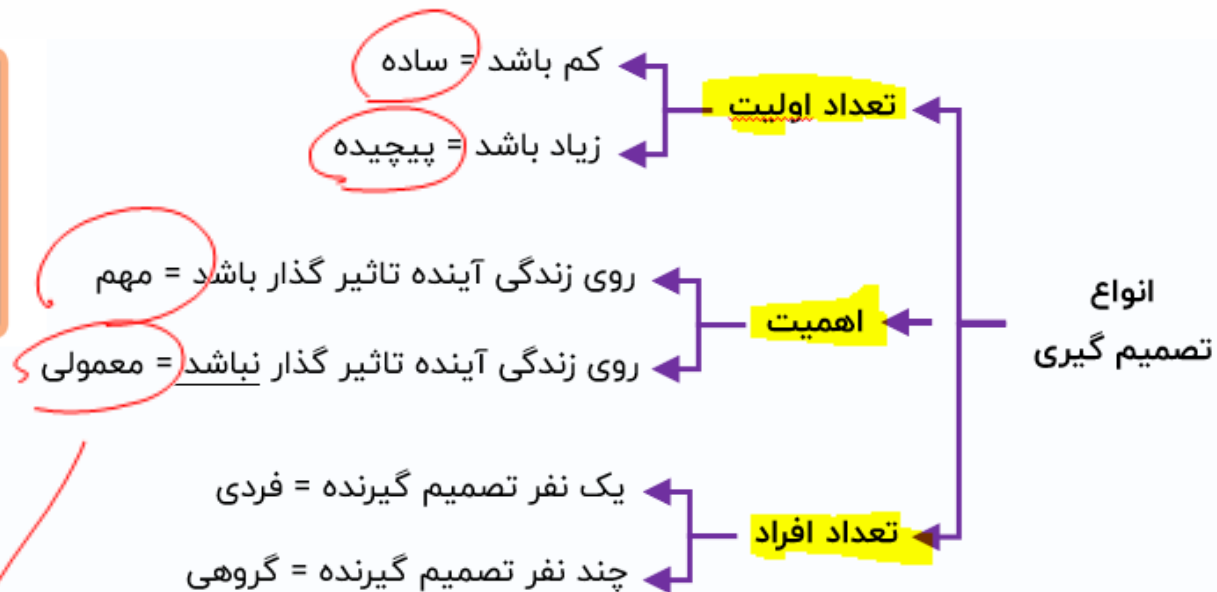 انواع
تصمیم گیری
تعداد اولیت
کم باشد = ساده
زیاد باشد = پیچیده
اهمیت
روی زندگی آینده تاثیر گذار باشد = مهم
روی زندگی آینده تاثیر گذار نباشد = معمولی
تعداد افراد
یک نفر تصمیم گیرنده = فردی
چند نفر تصمیم گیرنده = گروهی